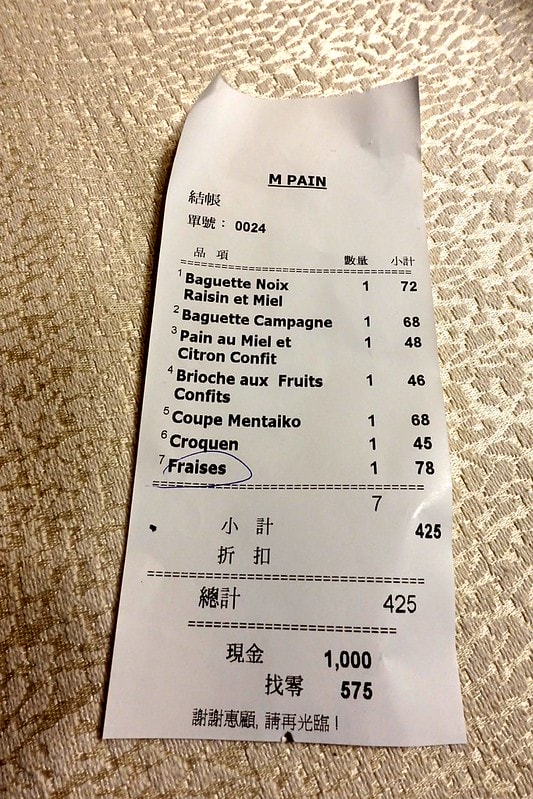 M PAIN
結帳
單號： 0024
品 項 數量 小計
1 Baguette Noix 1 72
Raisin et Miel
2 Baguette Campagne 1 68
3 Pain au Miel et 1 48
Citron Confit
4 Brioche aux Fruits 1 46
Confits
5 Coupe Mentaiko 1 68
6 Croquen 1 45
7 Fraises 1 78
7
小 計 425
折 扣
總計 425
現金 1,000
找零 575
謝謝惠顧, 請再光臨！